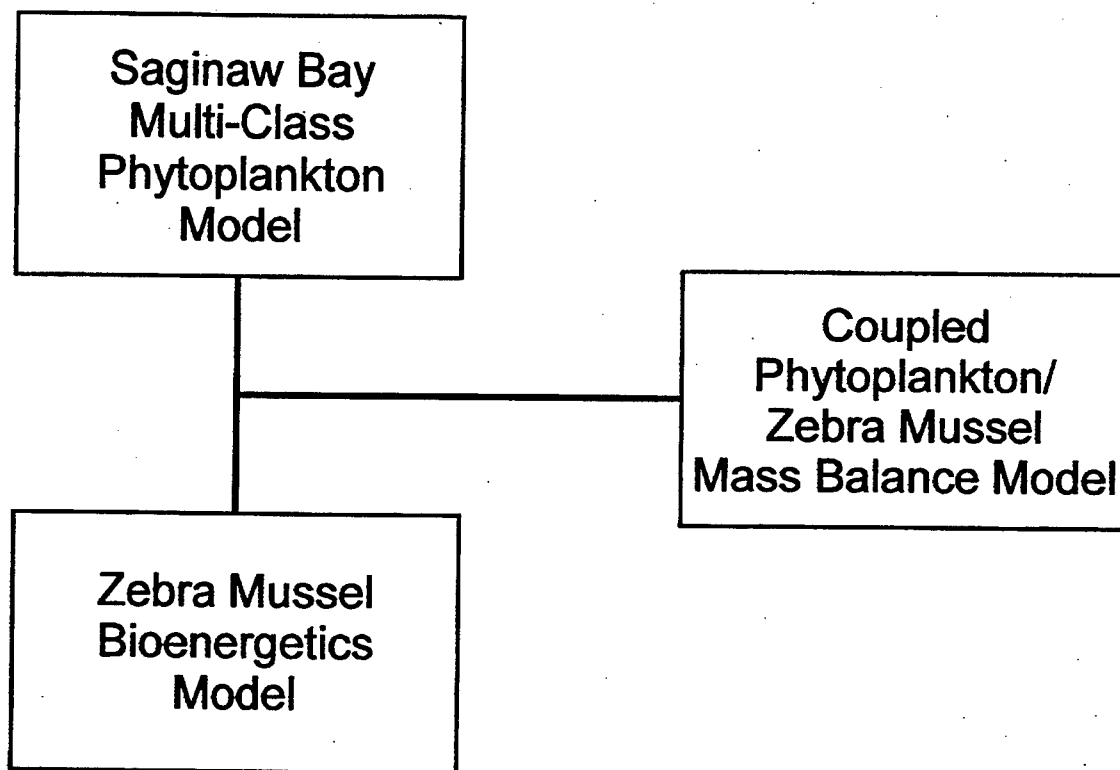 Saginaw Bay
Multi-Class
Phytoplankton
Model
Coupled
Phytoplankton/
Zebra Mussel
Mass Balance Model
Zebra Mussel
Bioenergetics
Model